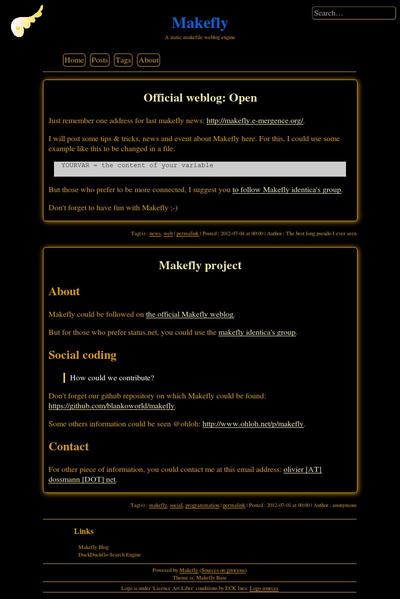 Search...
Makefly
A static makefile weblog engine
Home Posts Tags About
Official weblog: Open
Just remember one address for last makefly news: http://makefly.e-mergence.org/.
I will post some tips & tricks, news and event about Makefly here. For this, I could use some
example like this to be changed in a file:
YOURVAR = the content of your variable
But those who prefer to be more connected, I suggest you to follow Makefly identica's group.
Don't forget to have fun with Makefly ;-)
Tag(s) : news, web | permalink | Posted : 2012-07-04 at 00:00 | Author : The best long pseudo I ever seen
Makefly project
About
Makefly could be followed on the official Makefly weblog.
But for those who prefer status.net, you could use the makefly identica's group.
Social coding
How could we contribute?
Don't forget our github repository on which Makefly could be found:
https://github.com/blankoworld/makefly.
Some others information could be seen @ohloh: http://www.ohloh.net/p/makefly.
Contact
For other piece of information, you could contact me at this email address: olivier [AT]
dossmann [DOT] net.
Tag(s) : makefly, social, programmation | permalink | Posted : 2012-07-01 at 00:00 | Author : anonymous
Links
Makefly Blog
DuckDuckGo Search Engine
Powered by Makefly (Sources on gitorious)
Theme is: Makefly Base
Logo is under 'Licence Art Libre' conditions by ECK Ines: Logo sources